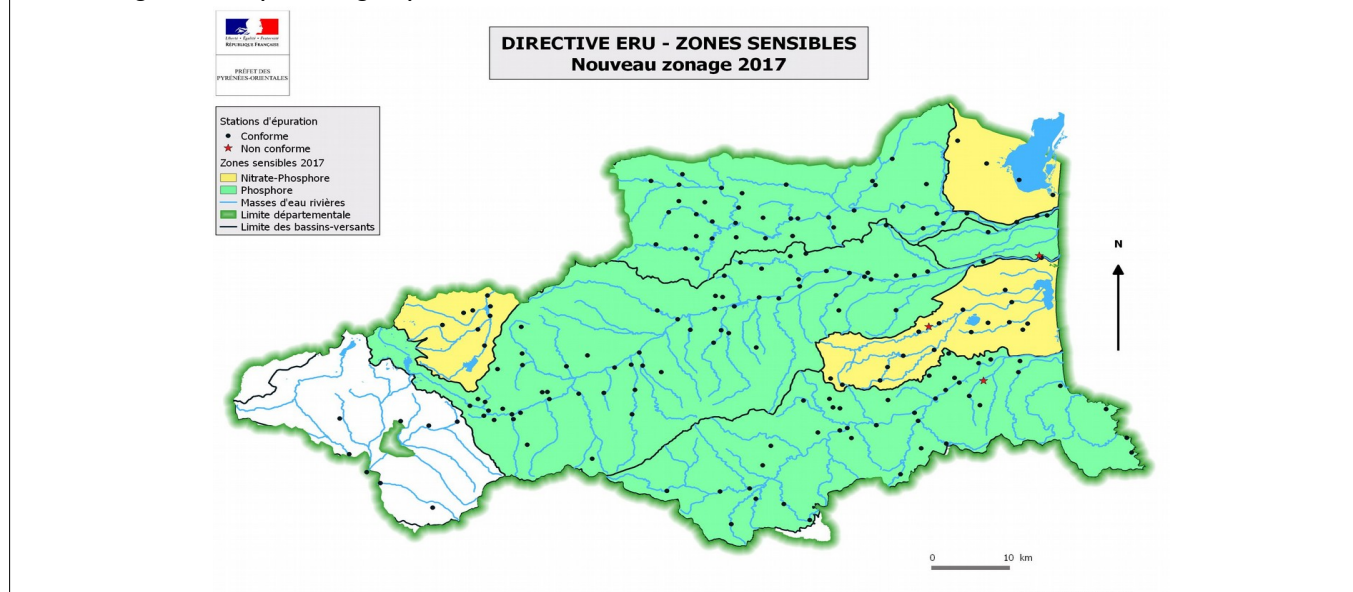 Liberté • Égalité • Fraternité
RÉPUBLIQUE FRANÇAISE
PRÉFET DES
PYRÉNÉES-ORIENTALES
DIRECTIVE ERU - ZONES SENSIBLES
Nouveau zonage 2017
Stations d'épuration
Conforme
Non conforme
Zones sensibles 2017
Nitrate-Phosphore
Phosphore
Masses d'eau rivières
Limite départementale
Limite des bassins-versants
N
0 10 km